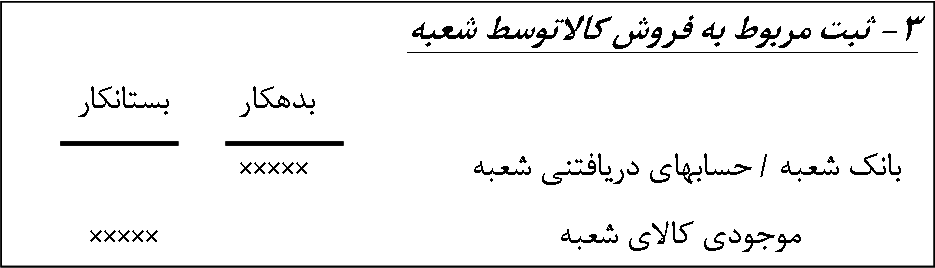 ۳- ثبت مربوط به فروش کالاتوسط شعبه
بدهکار بستانکار
بانک شعبه / حسابهای دریافتنی شعبه ×××××
موجودی کالای شعبه ×××××